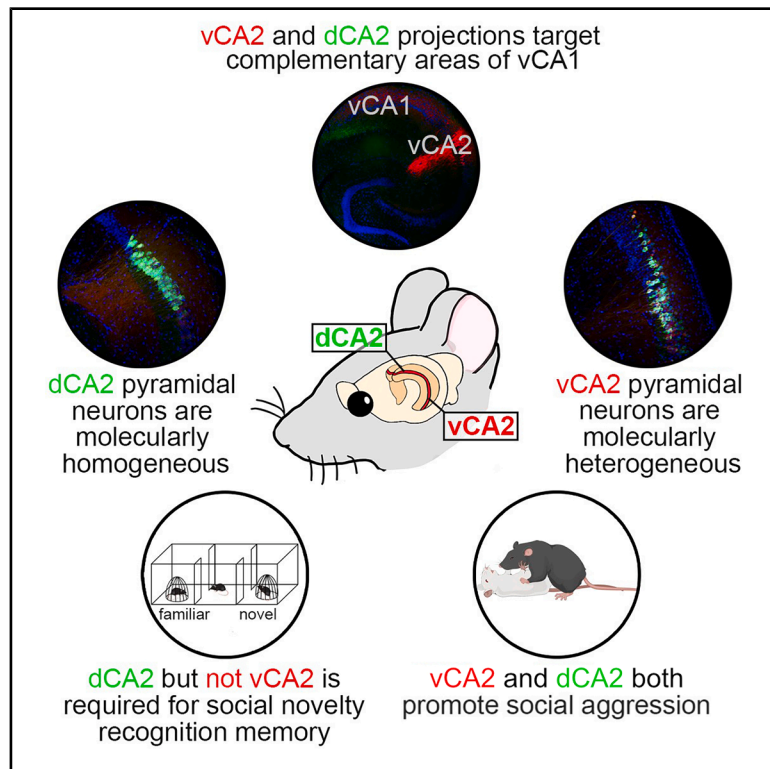 vCA2 and dCA2 projections target
complementary areas of vCA1
vCA1
vCA2
dCA2
vCA2
dCA2 pyramidal
neurons are
molecularly
homogeneous
vCA2 pyramidal
neurons are
molecularly
heterogeneous
familiar
novel
dCA2 but not vCA2 is
required for social novelty
recognition memory
vCA2 and dCA2 both
promote social aggression